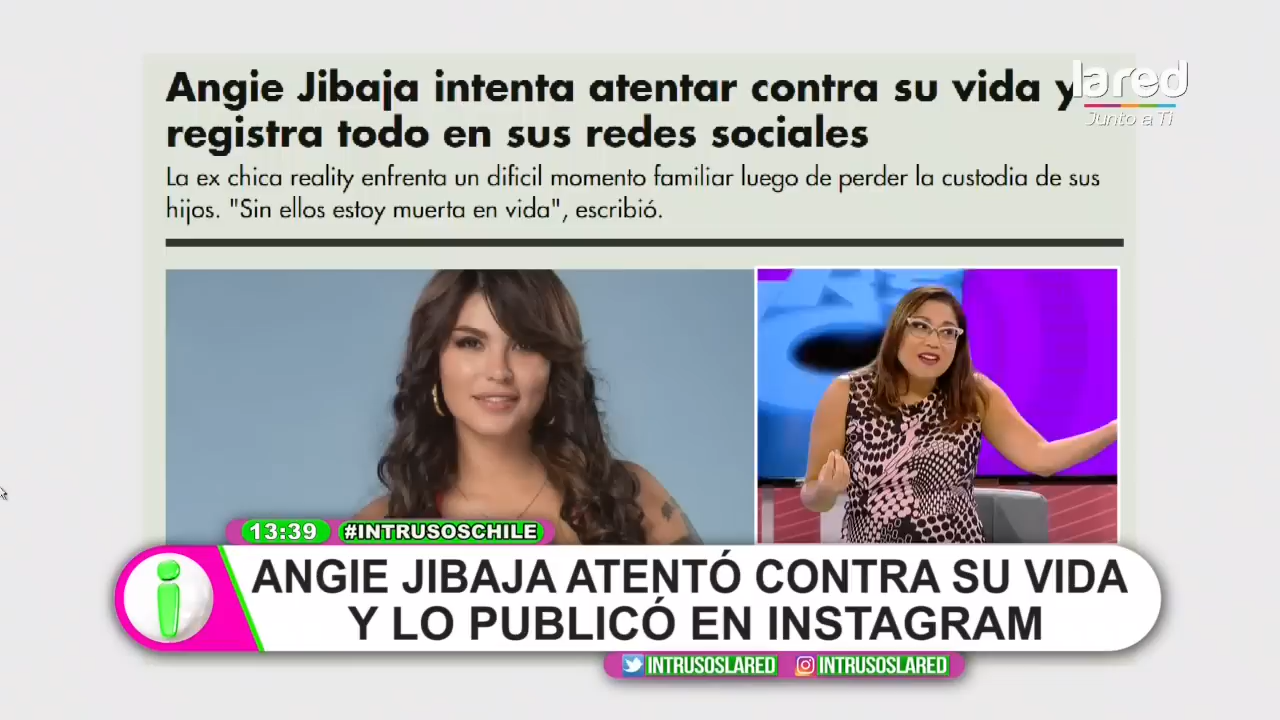 Angie Jibaja intenta atentar contra su vida y
registra todo en sus redes sociales
lared
Junto a Ti
La ex chica reality enfrenta un dificil momento familiar luego de perder la custodia de sus
hijos. "Sin ellos estoy muerta en vida", escribió.
13:39 #INTRUSOSCHILE
ANGIE JIBAJA ATENTÓ CONTRA SU VIDA
Y LO PUBLICÓ EN INSTAGRAM
INTRUSOSLARED INTRUSOSLARED